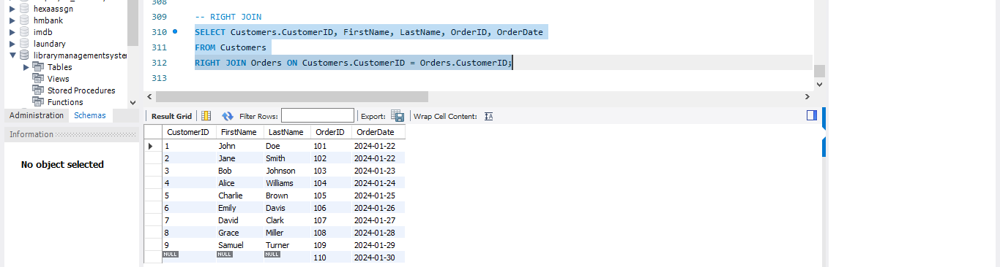 308
309 -- RIGHT JOIN
310 SELECT Customers.CustomerID, FirstName, LastName, OrderID, OrderDate
311 FROM Customers
312 RIGHT JOIN Orders ON Customers.CustomerID = Orders.CustomerID;
313
hexaassgn
hmbank
imdb
laundary
librarymanagementsystem
Tables
Views
Stored Procedures
Functions
Administration Schemas
Information
No object selected
Result Grid Filter Rows: Export: Wrap Cell Content: IA
CustomerID FirstName LastName OrderID OrderDate
1 John Doe 101 2024-01-22
2 Jane Smith 102 2024-01-22
3 Bob Johnson 103 2024-01-23
4 Alice Williams 104 2024-01-24
5 Charlie Brown 105 2024-01-25
6 Emily Davis 106 2024-01-26
7 David Clark 107 2024-01-27
8 Grace Miller 108 2024-01-28
9 Samuel Turner 109 2024-01-29
NULL NULL NULL 110 2024-01-30